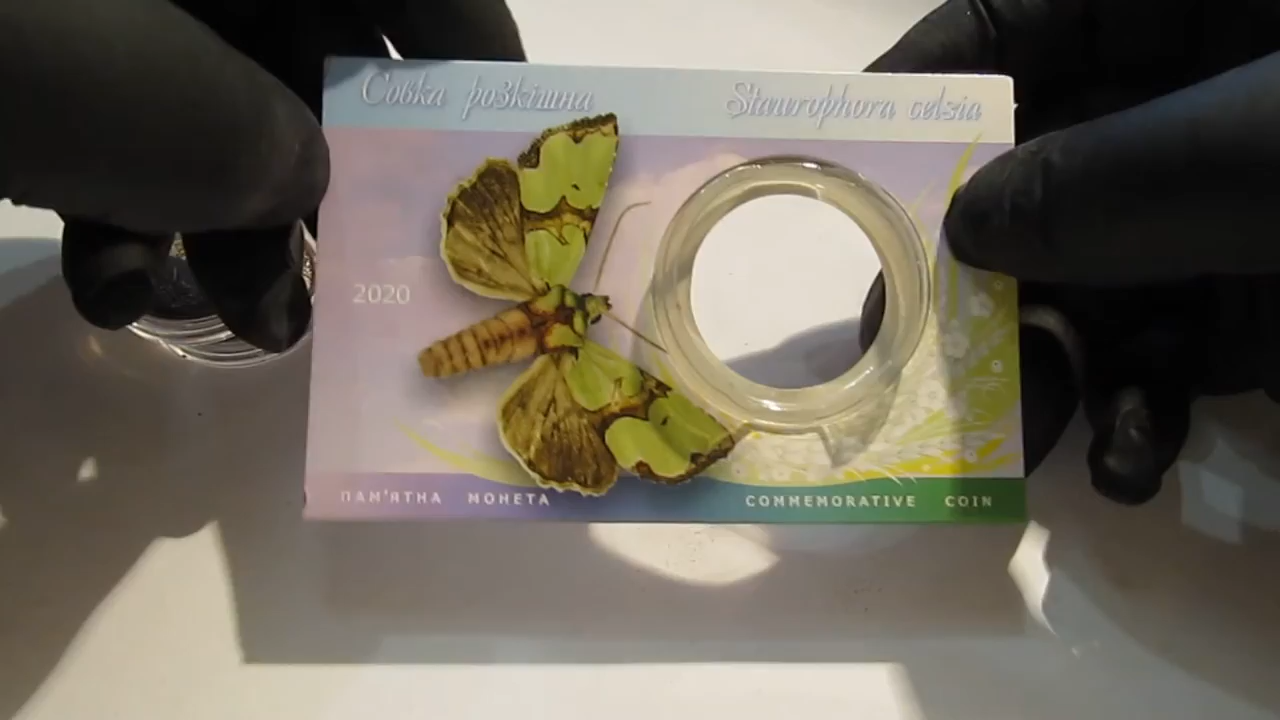 Совка розкішна
Staurophora celsia
2020
ПАМ'ЯТНА МОНЕТА
COMMEMORATIVE COIN